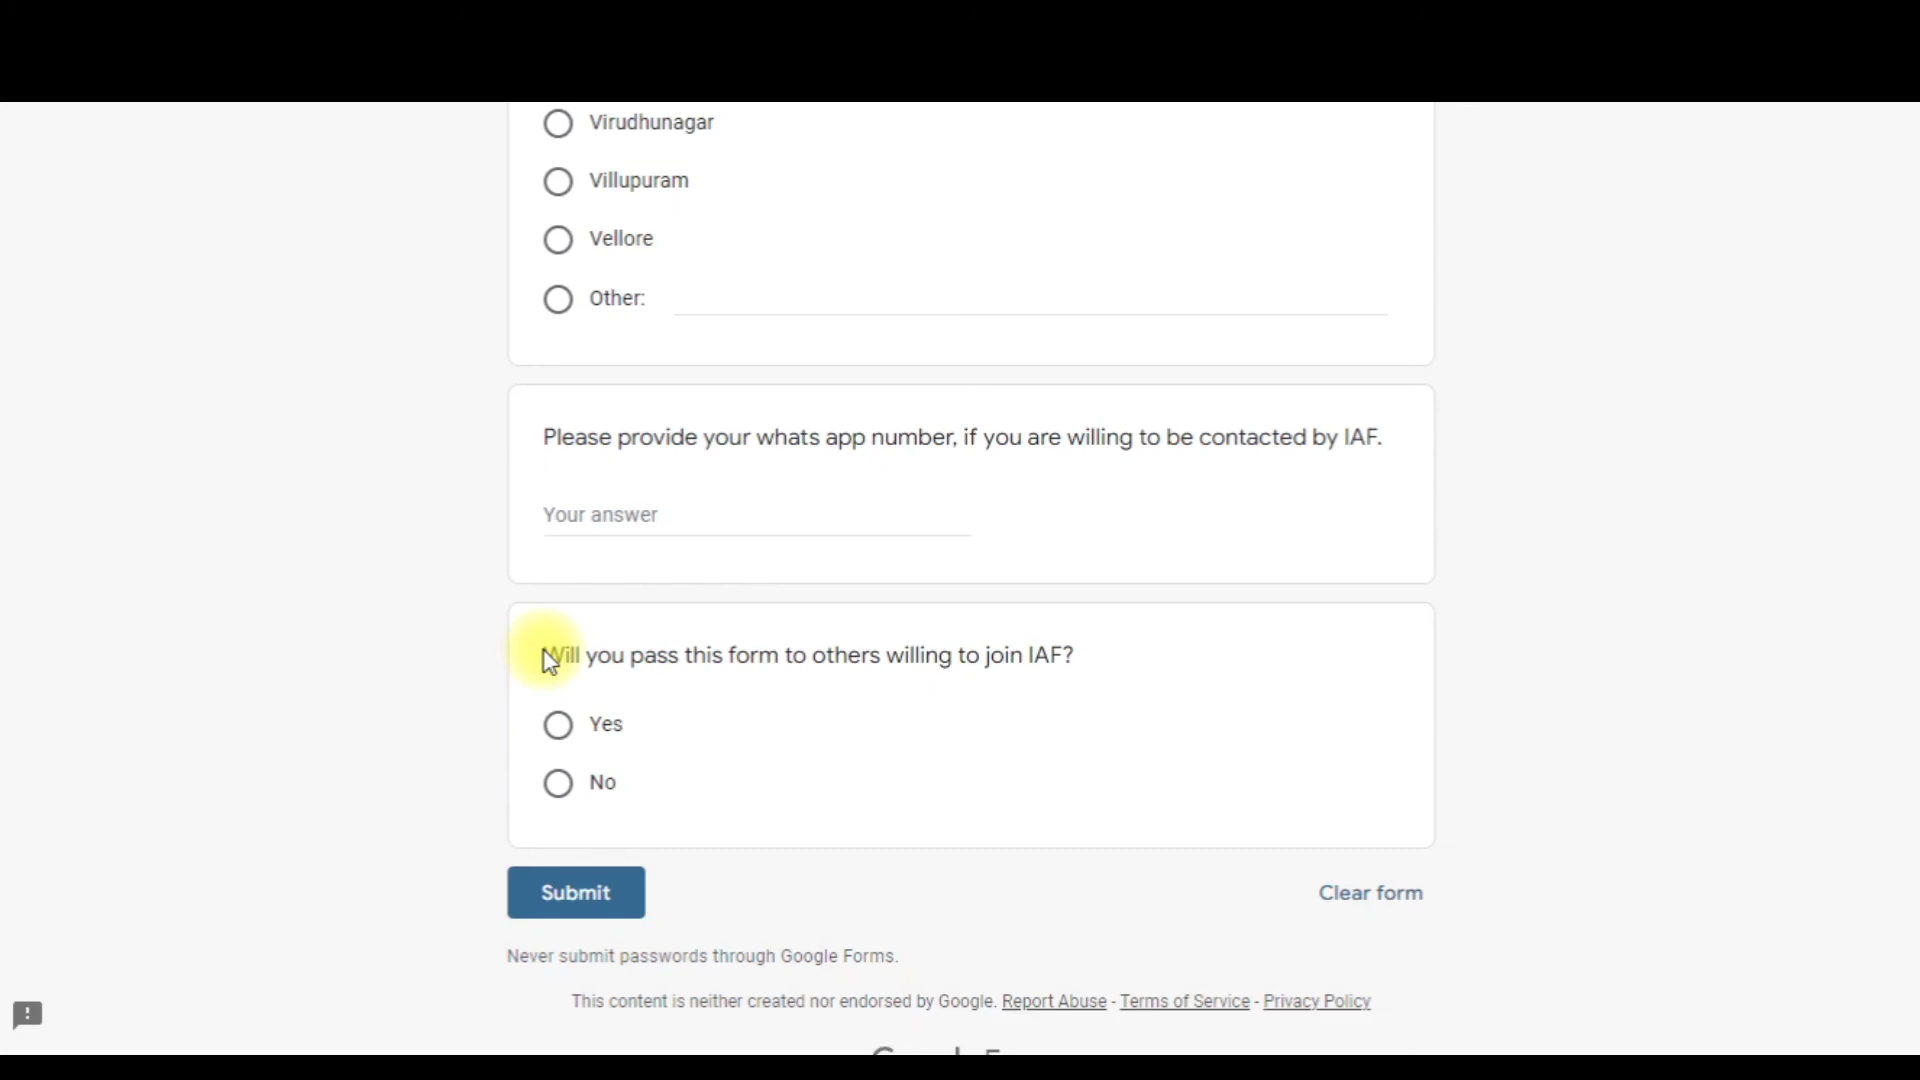 Virudhunagar
Villupuram
Vellore
Other:
Please provide your whats app number, if you are willing to be contacted by IAF.
Your answer
Will you pass this form to others willing to join IAF?
Yes
No
Submit
Clear form
Never submit passwords through Google Forms.
This content is neither created nor endorsed by Google. Report Abuse - Terms of Service - Privacy Policy